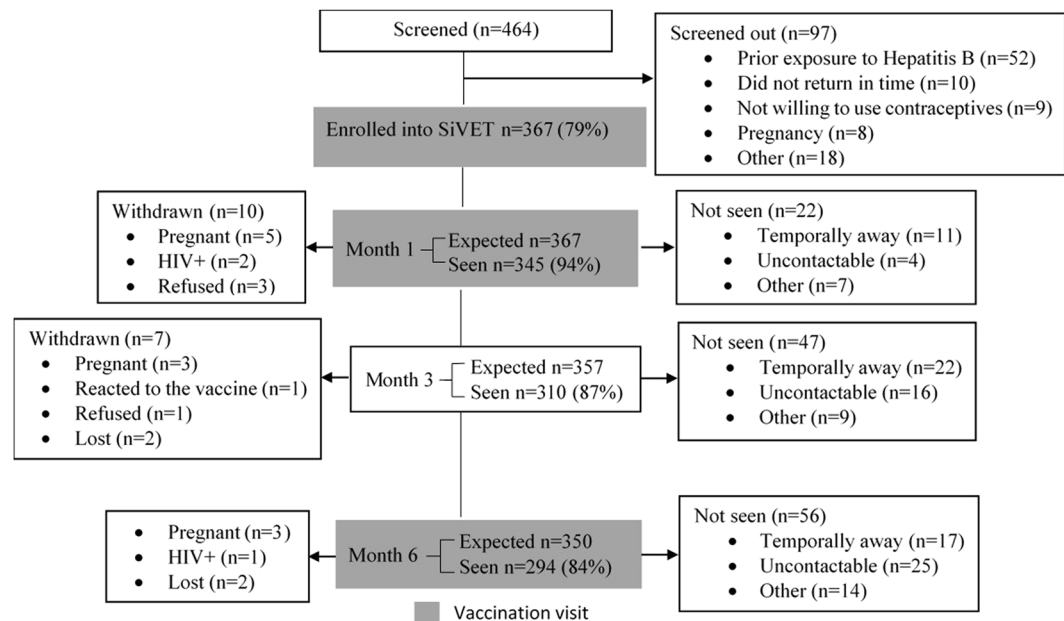 Screened (n=464)
Screened out (n=97)
• Prior exposure to Hepatitis B (n=52)
• Did not return in time (n=10)
• Not willing to use contraceptives (n=9)
• Pregnancy (n=8)
• Other (n=18)
Enrolled into SiVET n=367 (79%)
Withdrawn (n=10)
• Pregnant (n=5)
• HIV+ (n=2)
• Refused (n=3)
Month 1
Expected n=367
Seen n=345 (94%)
Not seen (n=22)
• Temporally away (n=11)
• Uncontactable (n=4)
• Other (n=7)
Withdrawn (n=7)
• Pregnant (n=3)
• Reacted to the vaccine (n=1)
• Refused (n=1)
• Lost (n=2)
Month 3
Expected n=357
Seen n=310 (87%)
Not seen (n=47)
• Temporally away (n=22)
• Uncontactable (n=16)
• Other (n=9)
• Pregnant (n=3)
• HIV+ (n=1)
• Lost (n=2)
Month 6
Expected n=350
Seen n=294 (84%)
Not seen (n=56)
• Temporally away (n=17)
• Uncontactable (n=25)
• Other (n=14)
Vaccination visit